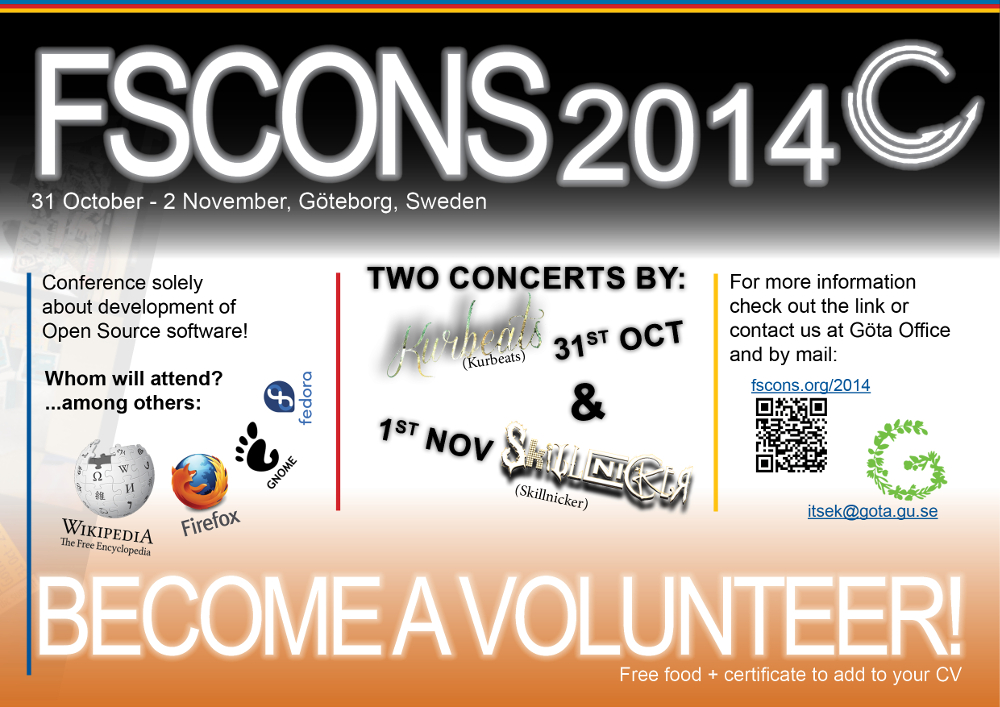 FSCONS 2014
31 October - 2 November, Göteborg, Sweden
Conference solely
about development of
Open Source software!
Whom will attend?
...among others:
fedora
GNOME
WIKIPEDIA
The Free Encyclopedia
Firefox
TWO CONCERTS BY:
Kurbeats
(Kurbeats)
31ST OCT
&
1ST NOV
Skillnicker
(Skillnicker)
For more information
check out the link or
contact us at Göta Office
and by mail:
fscons.org/2014
itsek@gota.gu.se
BECOME A VOLUNTEER!
Free food + certificate to add to your CV